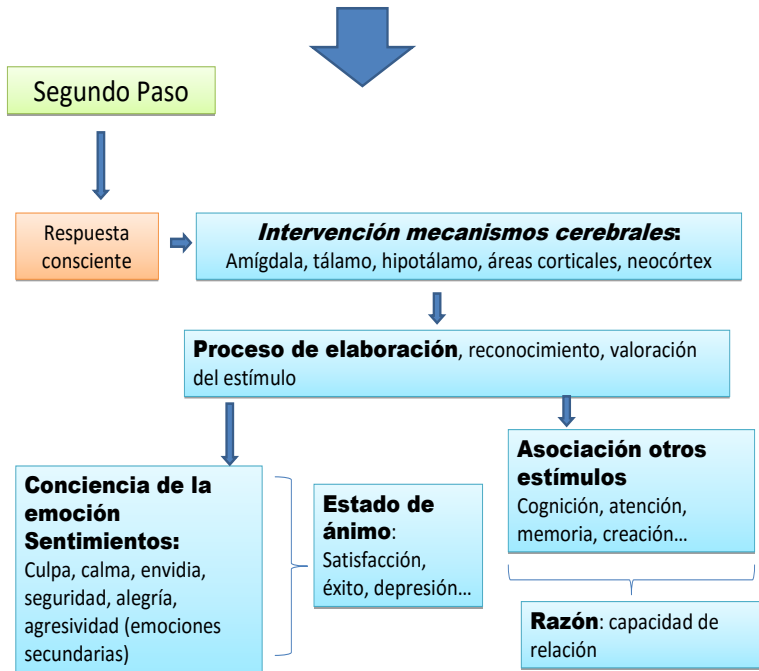 Segundo Paso
Respuesta
consciente
Intervención mecanismos cerebrales:
Amígdala, tálamo, hipotálamo, áreas corticales, neocórtex
Proceso de elaboración, reconocimiento, valoración
del estímulo
Conciencia de la
emoción
Sentimientos:
Culpa, calma, envidia,
seguridad, alegría,
agresividad (emociones
secundarias)
Estado de
ánimo:
Satisfacción,
éxito, depresión…
Asociación otros
estímulos
Cognición, atención,
memoria, creación…
Razón: capacidad de
relación